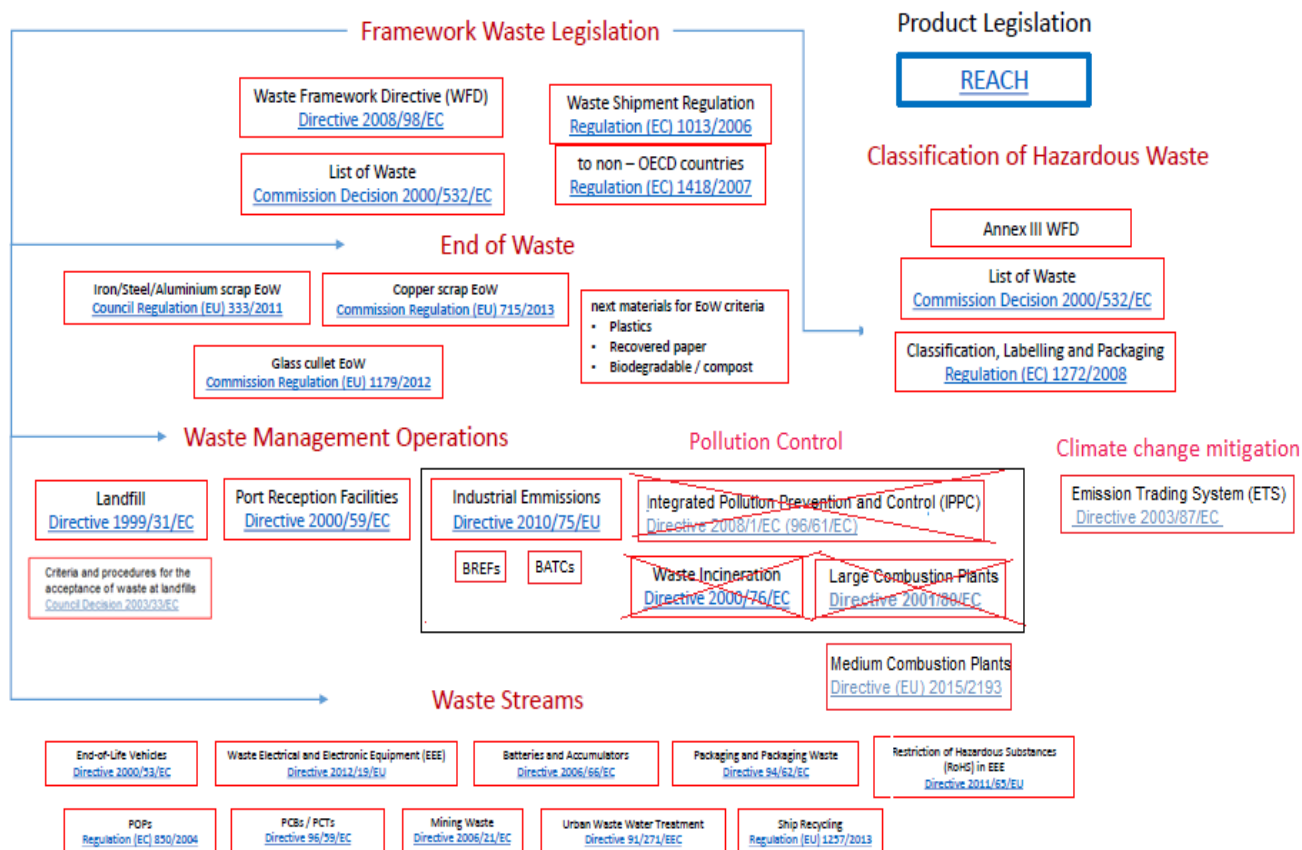 Framework Waste Legislation
Product Legislation
REACH
Waste Framework Directive (WFD)
Directive 2008/98/EC
Waste Shipment Regulation
Regulation (EC) 1013/2006
List of Waste
Commission Decision 2000/532/EC
to non – OECD countries
Regulation (EC) 1418/2007
Classification of Hazardous Waste
Annex III WFD
List of Waste
Commission Decision 2000/532/EC
Classification, Labelling and Packaging
Regulation (EC) 1272/2008
End of Waste
Iron/Steel/Aluminium scrap EoW
Council Regulation (EU) 333/2011
Copper scrap EoW
Commission Regulation (EU) 715/2013
next materials for EoW criteria
• Plastics
• Recovered paper
• Biodegradable / compost
Glass cullet EoW
Commission Regulation (EU) 1179/2012
Waste Management Operations
Pollution Control
Climate change mitigation
Landfill
Directive 1999/31/EC
Port Reception Facilities
Directive 2000/59/EC
Industrial Emmissions
Directive 2010/75/EU
Integrated Pollution Prevention and Control (IPPC)
Directive 2008/1/EC (96/61/EC)
Emission Trading System (ETS)
Directive 2003/87/EC
Criteria and procedures for the
acceptance of waste at landfills
Council Decision 2003/33/EC
BREFs
BATCs
Waste Incineration
Directive 2000/76/EC
Large Combustion Plants
Directive 2001/80/EC
Medium Combustion Plants
Directive (EU) 2015/2193
Waste Streams
End-of-Life Vehicles
Directive 2000/53/EC
Waste Electrical and Electronic Equipment (EEE)
Directive 2012/19/EU
Batteries and Accumulators
Directive 2006/66/EC
Packaging and Packaging Waste
Directive 94/62/EC
Restriction of Hazardous Substances
(RoHS) in EEE
Directive 2011/65/EU
POPs
Regulation (EC) 850/2004
PCBs / PCTs
Directive 96/59/EC
Mining Waste
Directive 2006/21/EC
Urban Waste Water Treatment
Directive 91/271/EEC
Ship Recycling
Regulation (EU) 1257/2013